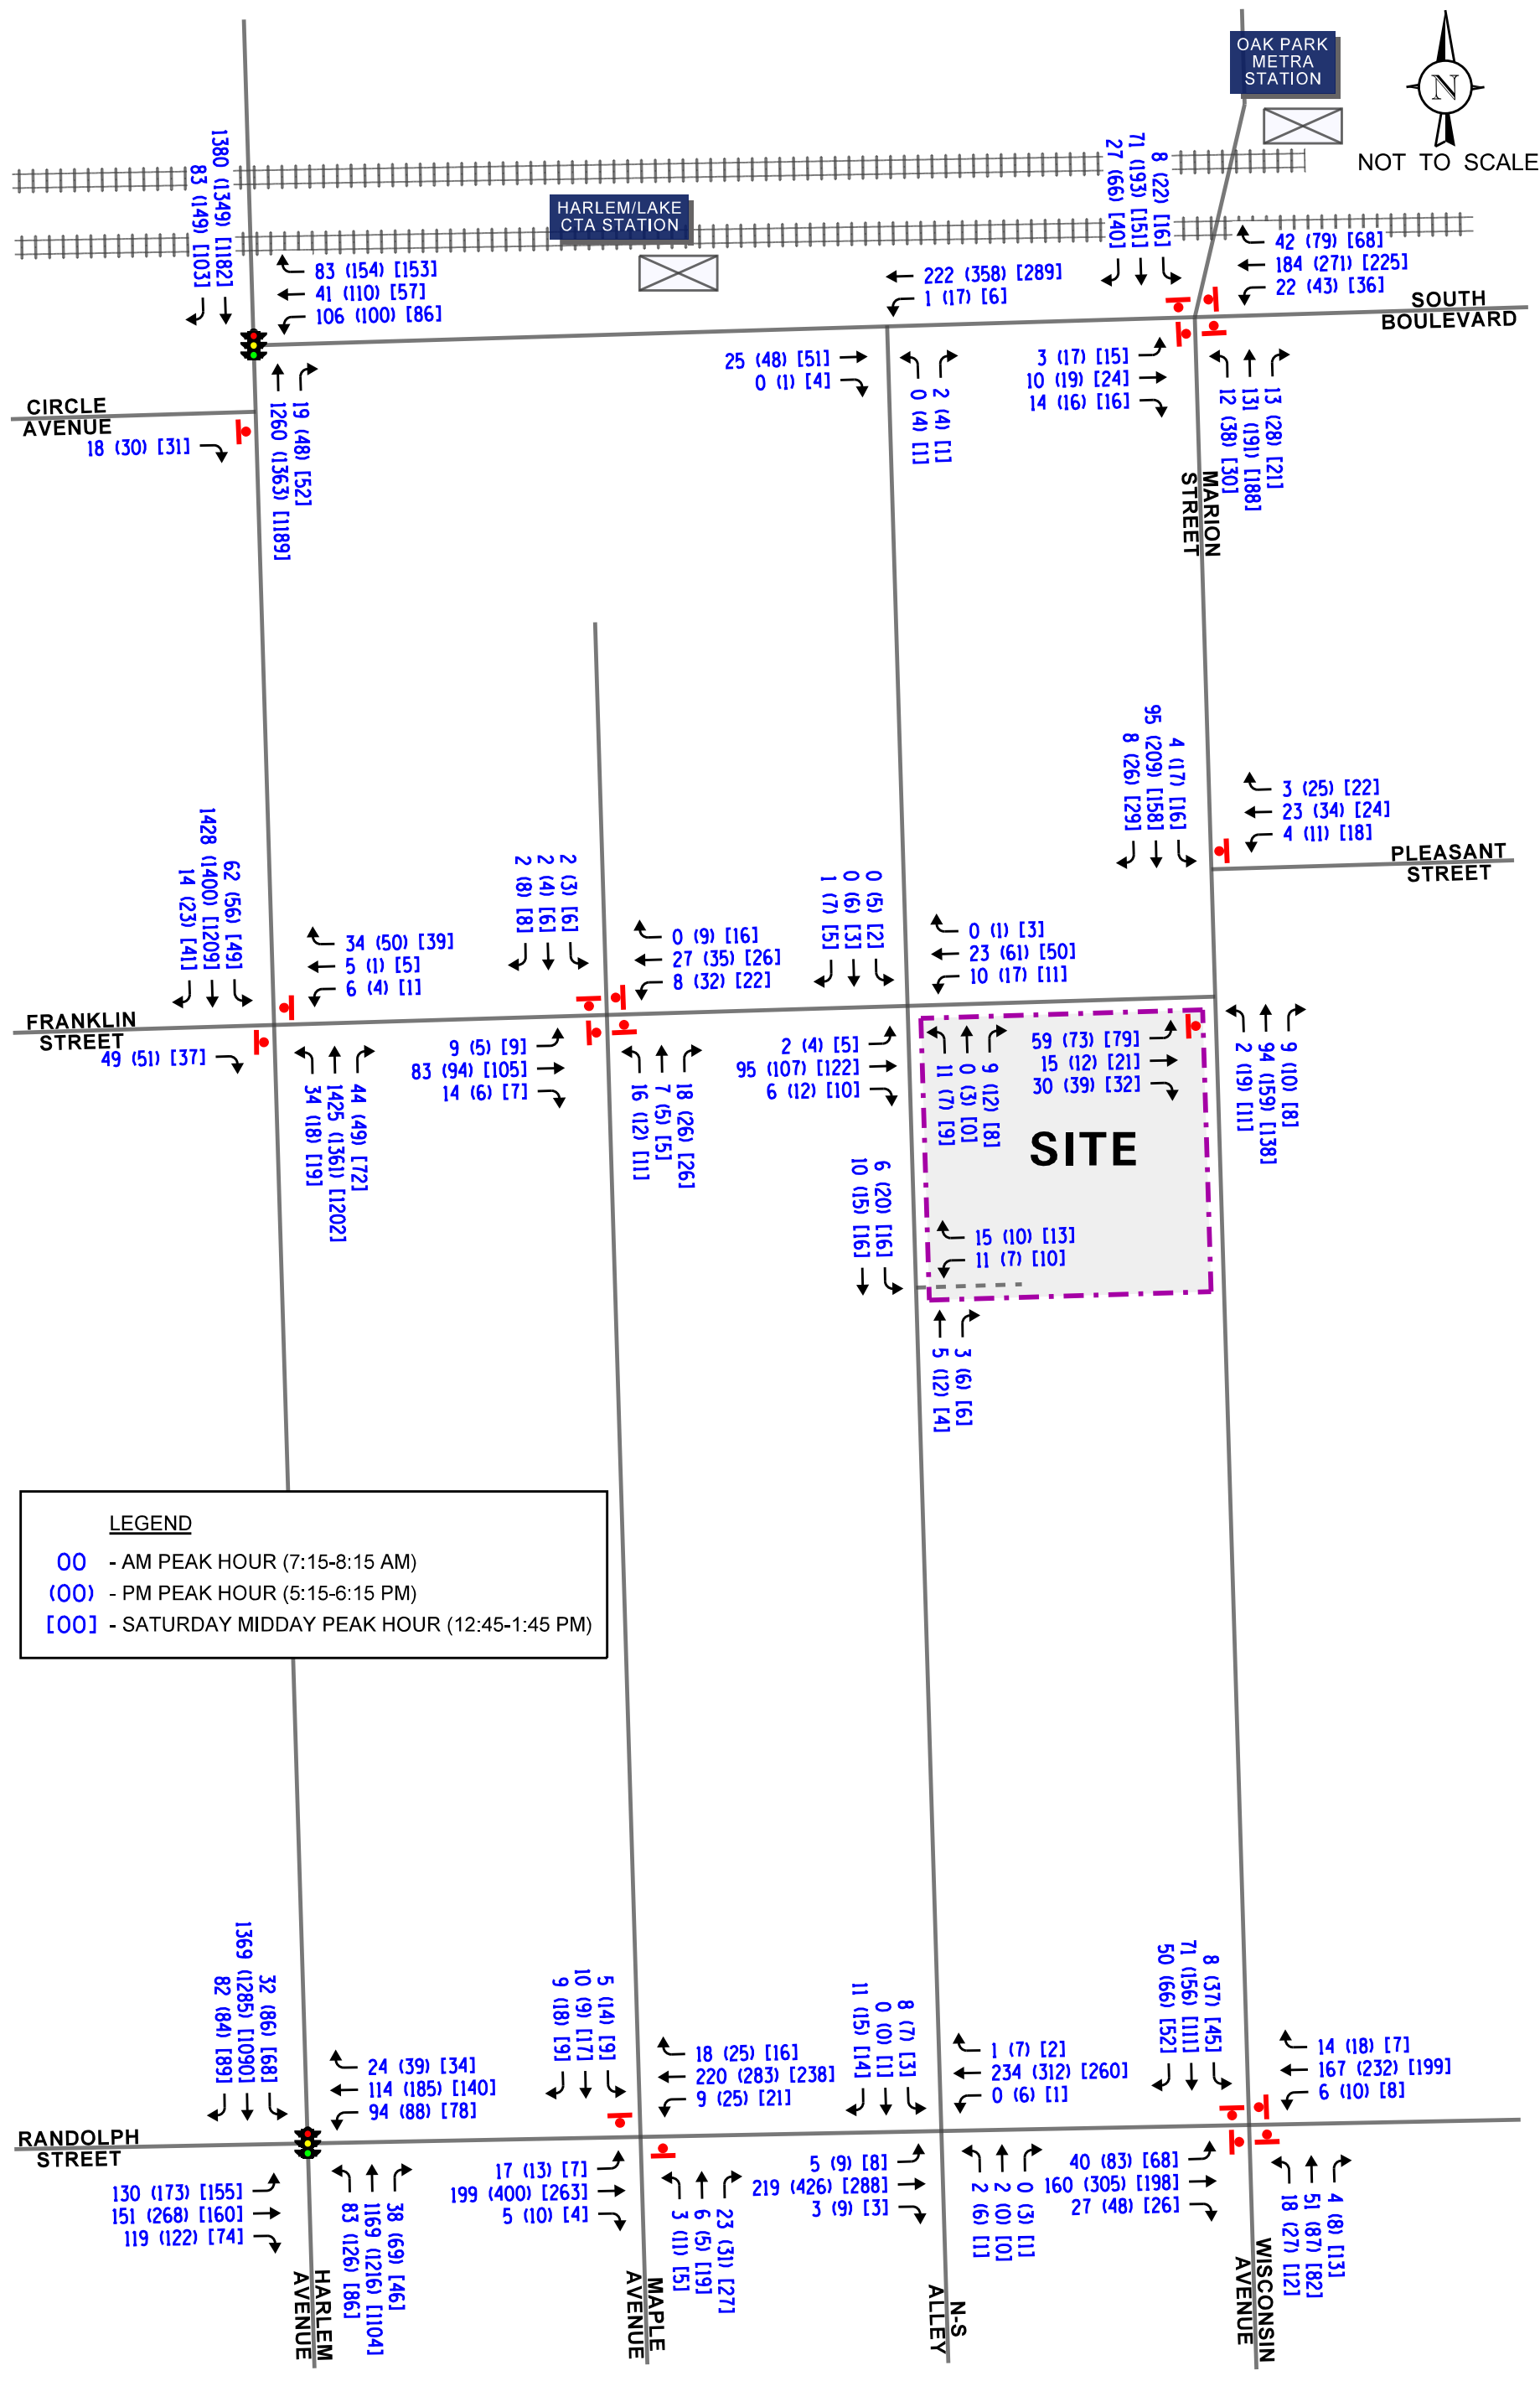 OAK PARK
METRA
STATION
N
NOT TO SCALE
HARLEM/LAKE
CTA STATION
1380 (1349) [1182]
83 (149) [103]
83 (154) [153]
41 (110) [57]
106 (100) [86]
222 (358) [289]
1 (17) [6]
8 (22) [16]
71 (193) [151]
27 (66) [40]
42 (79) [68]
184 (271) [225]
22 (43) [36]
SOUTH
BOULEVARD
25 (48) [51]
0 (1) [4]
3 (17) [15]
10 (19) [24]
14 (16) [16]
CIRCLE
AVENUE
18 (30) [31]
19 (48) [52]
1260 (1363) [1189]
2 (4) [1]
0 (4) [1]
13 (28) [21]
131 (191) [188]
12 (38) [30]
MARION
STREET
4 (17) [16]
95 (209) [158]
8 (26) [29]
3 (25) [22]
23 (34) [24]
4 (11) [18]
PLEASANT
STREET
62 (56) [49]
1428 (1400) [1209]
14 (23) [41]
34 (50) [39]
5 (1) [5]
6 (4) [1]
2 (3) [6]
2 (4) [6]
2 (8) [8]
0 (9) [16]
27 (35) [26]
8 (32) [22]
0 (5) [2]
0 (6) [3]
1 (7) [5]
0 (1) [3]
23 (61) [50]
10 (17) [11]
FRANKLIN
STREET
49 (51) [37]
44 (49) [72]
1425 (1361) [1202]
34 (18) [19]
9 (5) [9]
83 (94) [105]
14 (6) [7]
18 (26) [26]
7 (5) [5]
16 (12) [11]
2 (4) [5]
95 (107) [122]
6 (12) [10]
9 (12) [8]
0 (3) [0]
11 (7) [9]
59 (73) [79]
15 (12) [21]
30 (39) [32]
9 (10) [8]
94 (159) [138]
2 (19) [11]
SITE
6 (20) [16]
10 (15) [16]
15 (10) [13]
11 (7) [10]
3 (6) [6]
5 (12) [4]
LEGEND
00 - AM PEAK HOUR (7:15-8:15 AM)
(00) - PM PEAK HOUR (5:15-6:15 PM)
[00] - SATURDAY MIDDAY PEAK HOUR (12:45-1:45 PM)
32 (86) [68]
1369 (1285) [1090]
82 (84) [89]
24 (39) [34]
114 (185) [140]
94 (88) [78]
5 (14) [9]
10 (9) [17]
9 (18) [9]
18 (25) [16]
220 (283) [238]
9 (25) [21]
8 (7) [3]
0 (0) [1]
11 (15) [14]
1 (7) [2]
234 (312) [260]
0 (6) [1]
8 (37) [45]
71 (156) [111]
50 (66) [52]
14 (18) [7]
167 (232) [199]
6 (10) [8]
RANDOLPH
STREET
130 (173) [155]
151 (268) [160]
119 (122) [74]
38 (69) [46]
1169 (1216) [1104]
83 (126) [86]
17 (13) [7]
199 (400) [263]
5 (10) [4]
23 (31) [27]
6 (5) [19]
3 (11) [5]
5 (9) [8]
219 (426) [288]
3 (9) [3]
0 (3) [1]
2 (0) [0]
2 (6) [1]
40 (83) [68]
160 (305) [198]
27 (48) [26]
4 (8) [13]
51 (87) [82]
18 (27) [12]
HARLEM
AVENUE
MAPLE
AVENUE
N-S
ALLEY
WISCONSIN
AVENUE